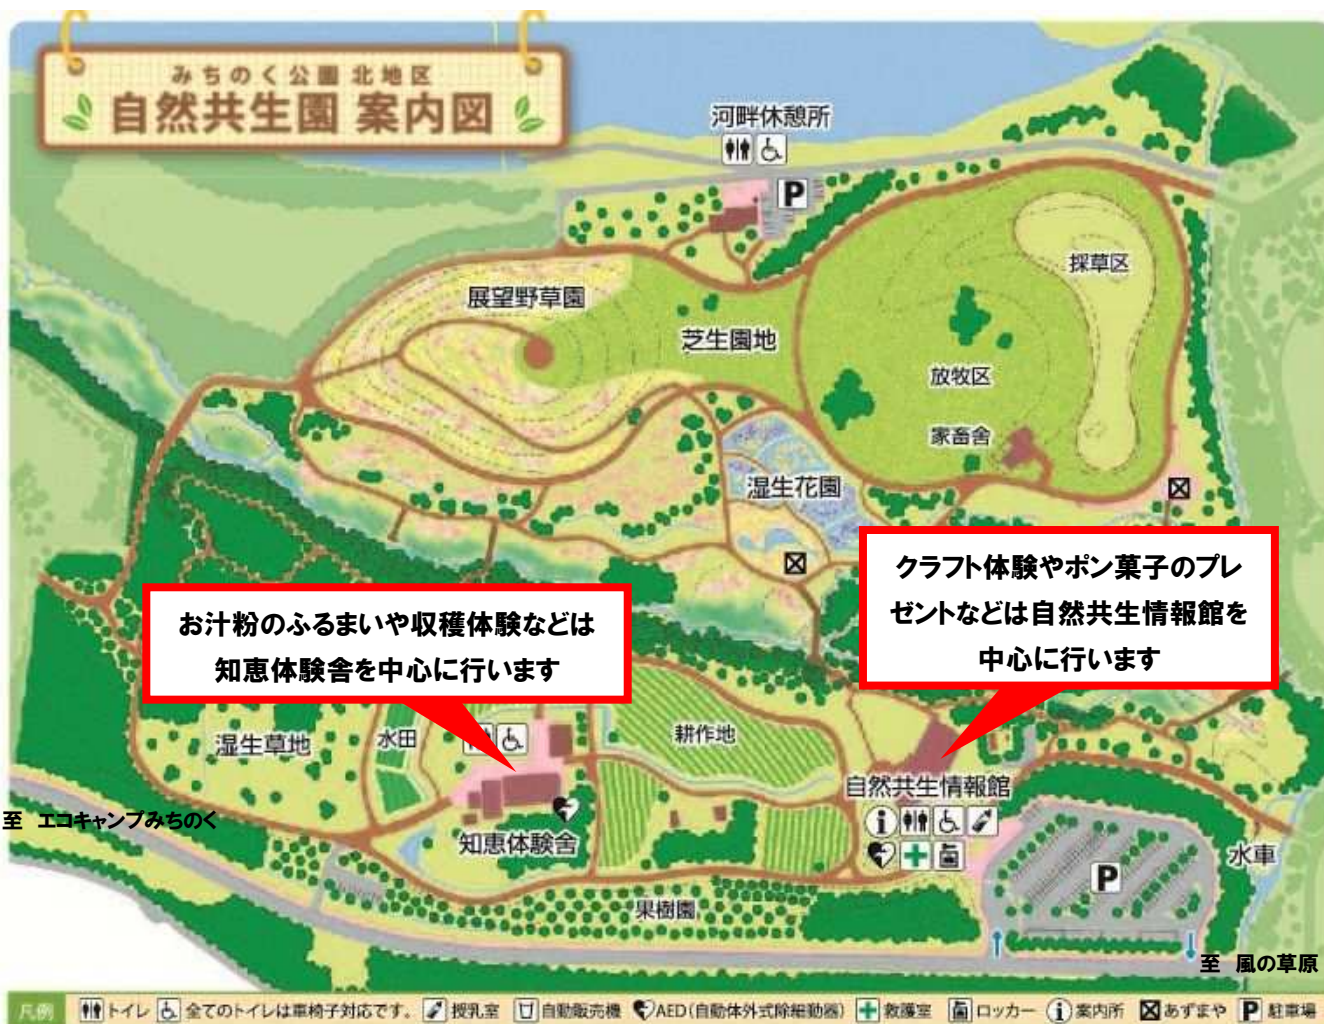 みちのく公園 北地区
自然共生園 案内図
河畔休憩所
P
採草区
展望野草園
芝生園地
放牧区
家畜舎
湿生花園
クラフト体験やポン菓子のプレ
ゼントなどは自然共生情報館を
中心に行います
お汁粉のふるまいや収穫体験などは
知恵体験舎を中心に行います
湿生草地
水田
耕作地
自然共生情報館
i
至 エコキャンプみちのく
知恵体験舎
水車
P
果樹園
至 風の草原
凡例 トイレ 全てのトイレは車椅子対応です。 授乳室 自動販売機 AED(自動体外式除細動器) 救護室 ロッカー i 案内所 あずまや P 駐車場